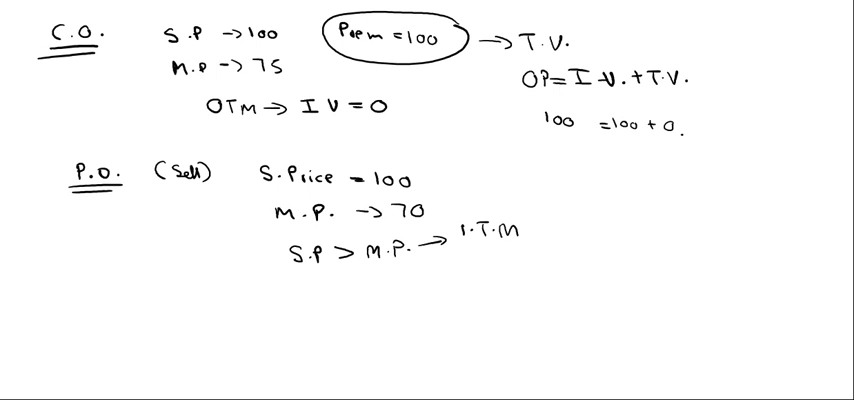 C.O. S.P → 100 Prem = 100 → T.V.
M.P → 75 OP = I.V. + T.V.
OTM → I V = 0 100 = 100 + 0.
P.O. (Sell) S.Price = 100
M.P. → 70
S.P > M.P. → I.T.M